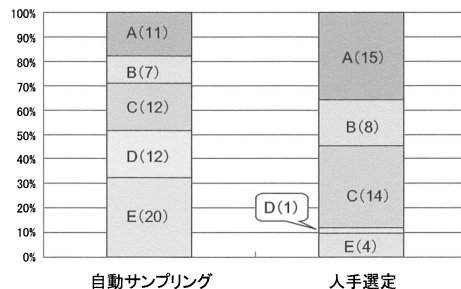 100%
90%
80%
70%
60%
50%
40%
30%
20%
10%
0%
A(11)
B(7)
C(12)
D(12)
E(20)
A(15)
B(8)
C(14)
D(1)
E(4)
自動サンプリング
人手選定